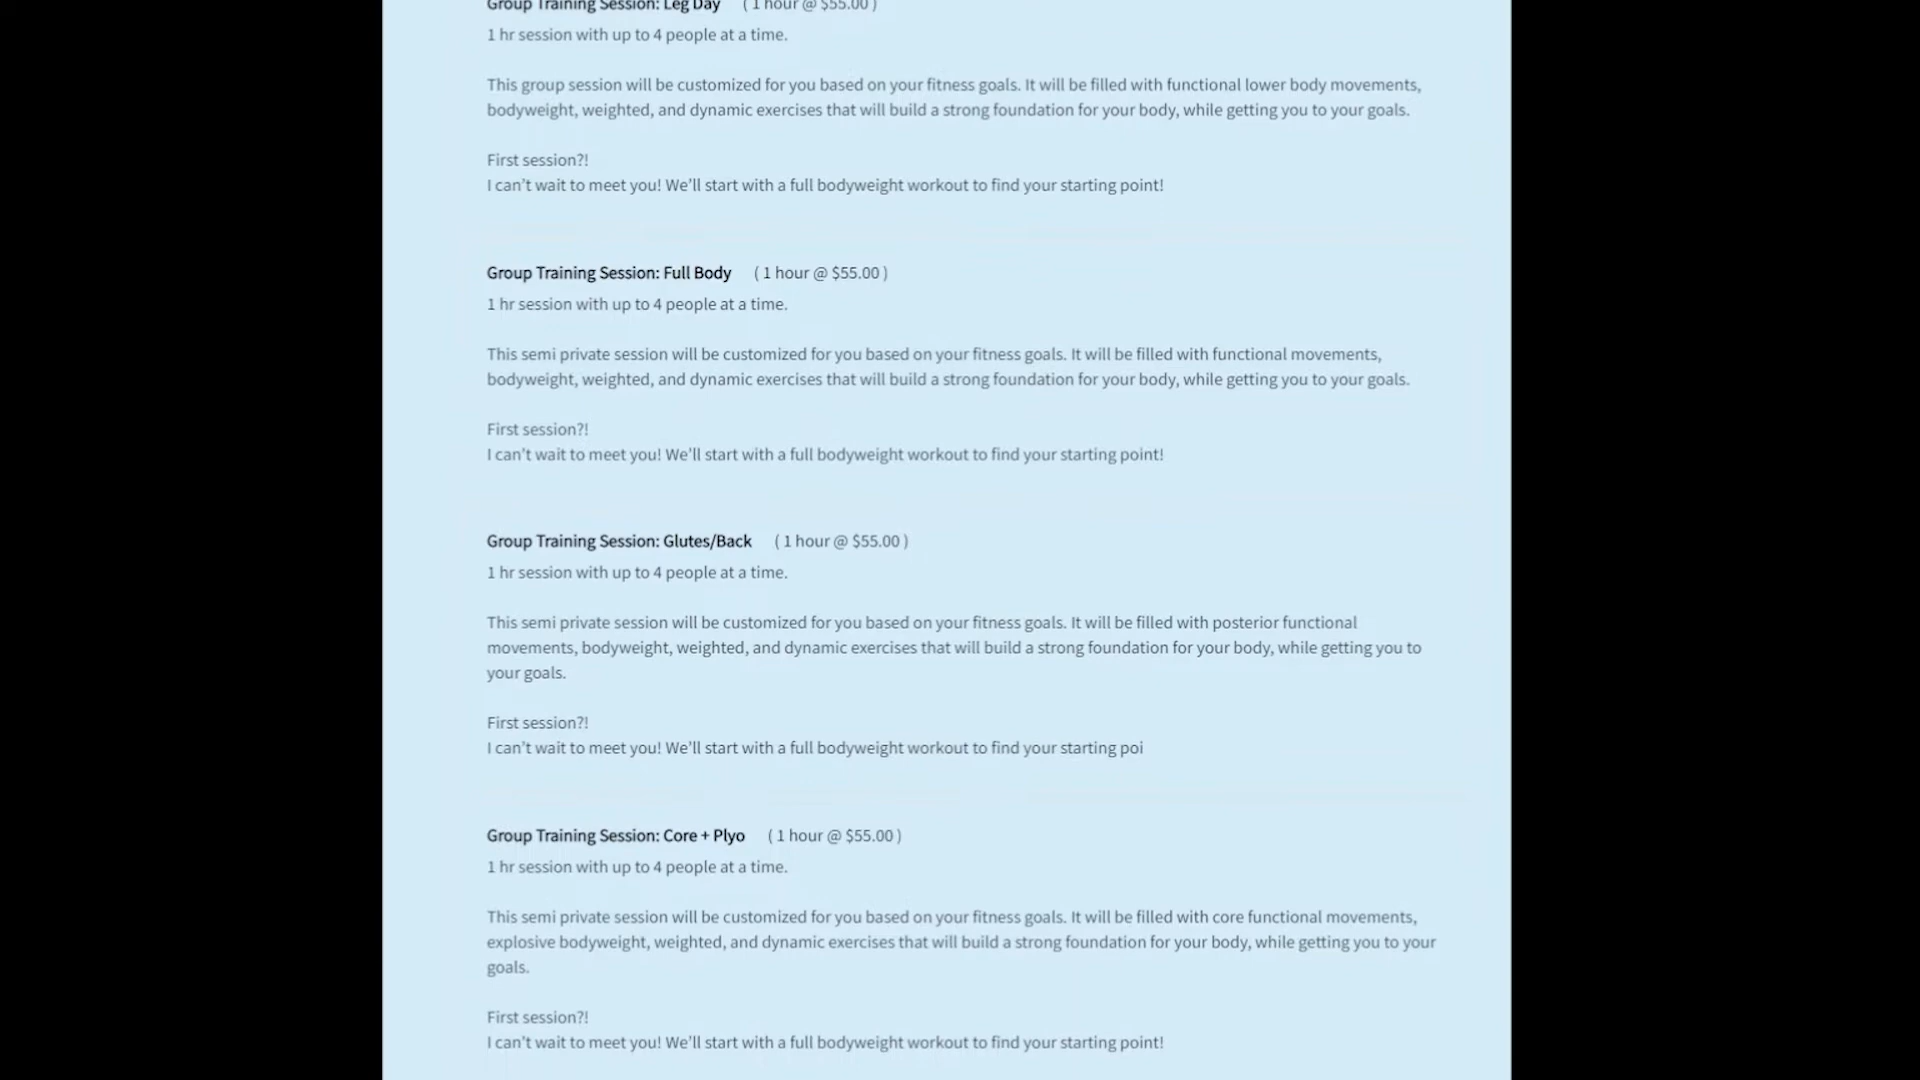 Group Training Session: Leg Day ( 1 hour @ $55.00 )
1 hr session with up to 4 people at a time.
This group session will be customized for you based on your fitness goals. It will be filled with functional lower body movements,
bodyweight, weighted, and dynamic exercises that will build a strong foundation for your body, while getting you to your goals.
First session?!
I can't wait to meet you! We'll start with a full bodyweight workout to find your starting point!
Group Training Session: Full Body ( 1 hour @ $55.00 )
1 hr session with up to 4 people at a time.
This semi private session will be customized for you based on your fitness goals. It will be filled with functional movements,
bodyweight, weighted, and dynamic exercises that will build a strong foundation for your body, while getting you to your goals.
First session?!
I can't wait to meet you! We'll start with a full bodyweight workout to find your starting point!
Group Training Session: Glutes/Back ( 1 hour @ $55.00 )
1 hr session with up to 4 people at a time.
This semi private session will be customized for you based on your fitness goals. It will be filled with posterior functional
movements, bodyweight, weighted, and dynamic exercises that will build a strong foundation for your body, while getting you to
your goals.
First session?!
I can't wait to meet you! We'll start with a full bodyweight workout to find your starting poi
Group Training Session: Core + Plyo ( 1 hour @ $55.00 )
1 hr session with up to 4 people at a time.
This semi private session will be customized for you based on your fitness goals. It will be filled with core functional movements,
explosive bodyweight, weighted, and dynamic exercises that will build a strong foundation for your body, while getting you to your
goals.
First session?!
I can't wait to meet you! We'll start with a full bodyweight workout to find your starting point!